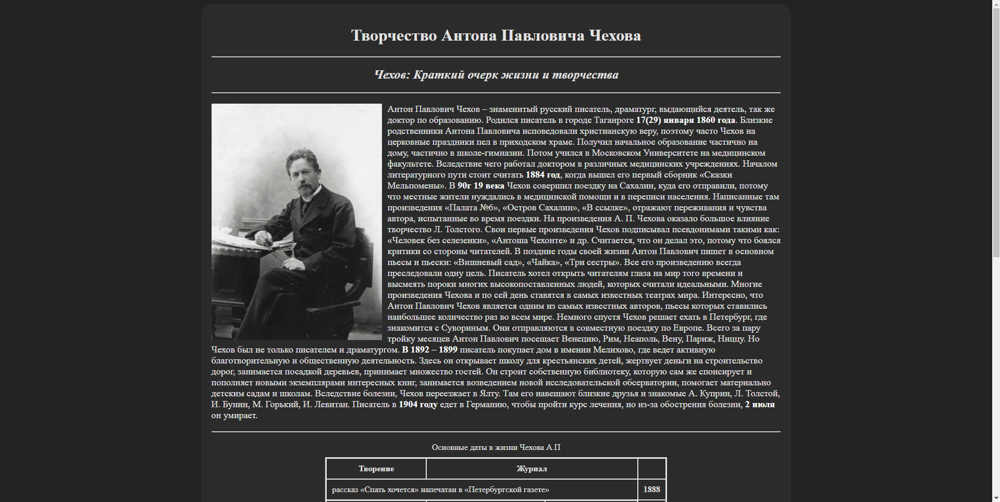 Творчество Антона Павловича Чехова
Чехов: Краткий очерк жизни и творчества
Антон Павлович Чехов – знаменитый русский писатель, драматург, выдающийся деятель, так же
доктор по образованию. Родился писатель в городе Таганроге 17(29) января 1860 года. Близкие
родственники Антона Павловича исповедовали христианскую веру, поэтому часто Чехов на
церковные праздники пел в приходском храме. Получил начальное образование частично на
дому, частично в школе-гимназии. Потом учился в Московском Университете на медицинском
факультете. Вследствие чего работал доктором в различных медицинских учреждениях. Началом
литературного пути стоит считать 1884 год, когда вышел его первый сборник «Сказки
Мельпомены». В 90г 19 века Чехов совершил поездку на Сахалин, куда его отправили, потому
что местные жители нуждались в медицинской помощи и в переписи населения. Написанные там
произведения «Палата №6», «Остров Сахалин», «В ссылке», отражают переживания и чувства
автора, испытанные во время поездки. На произведения А. П. Чехова оказало большое влияние
творчество Л. Толстого. Свои первые произведения Чехов подписывал псевдонимами такими как:
«Человек без селезенки», «Антоша Чехонте» и др. Считается, что он делал это, потому что боялся
критики со стороны читателей. В поздние годы своей жизни Антон Павлович пишет в основном
пьесы и пьески: «Вишневый сад», «Чайка», «Три сестры». Все его произведению всегда
преследовали одну цель. Писатель хотел открыть читателям глаза на мир того времени и
высмеять пороки многих высокопоставленных людей, которых считали идеальными. Многие
произведения Чехова и по сей день ставятся в самых известных театрах мира. Интересно, что
Антон Павлович Чехов является одним из самых известных авторов, пьесы которых ставились
наибольшее количество раз во всем мире. Немного спустя Чехов решает ехать в Петербург, где
знакомится с Сувориным. Они отправляются в совместную поездку по Европе. Всего за пару
тройку месяцев Антон Павлович посещает Венецию, Рим, Неаполь, Вену, Париж, Ниццу. Но
Чехов был не только писателем и драматургом. В 1892 – 1899 писатель покупает дом в имении Мелихово, где ведет активную
благотворительную и общественную деятельность. Здесь он открывает школу для крестьянских детей, жертвует деньги на строительство
дорог, занимается посадкой деревьев, принимает множество гостей. Он строит собственную библиотеку, которую сам же спонсирует и
пополняет новыми экземплярами интересных книг, занимается возведением новой исследовательской обсерватории, помогает материально
детским садам и школам. Вследствие болезни, Чехов переезжает в Ялту. Там его навещают близкие друзья и знакомые А. Куприн, Л. Толстой,
И. Бунин, М. Горький, И. Левитан. Писатель в 1904 году едет в Германию, чтобы пройти курс лечения, но из-за обострения болезни, 2 июля
он умирает.
Основные даты в жизни Чехова А.П
Творение Журнал
рассказ «Спать хочется» напечатан в «Петербургской газете» 1888